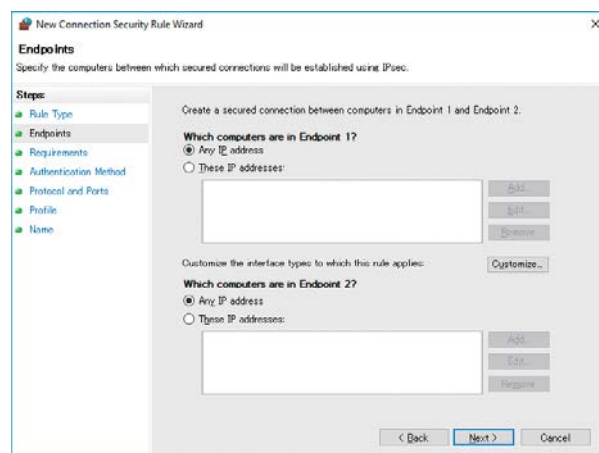 New Connection Security Rule Wizard
Endpoints
Specify the computers between which secured connections will be established using IPsec.
Steps:
Rule Type
Endpoints
Requirements
Authentication Method
Protocol and Ports
Profile
Name
Create a secured connection between computers in Endpoint 1 and Endpoint 2.
Which computers are in Endpoint 1?
Any IP address
These IP addresses:
Add...
Edit...
Remove
Customize the interface types to which this rule applies:
Customize...
Which computers are in Endpoint 2?
Any IP address
These IP addresses:
Add...
Edit...
Remove
< Back
Next >
Cancel